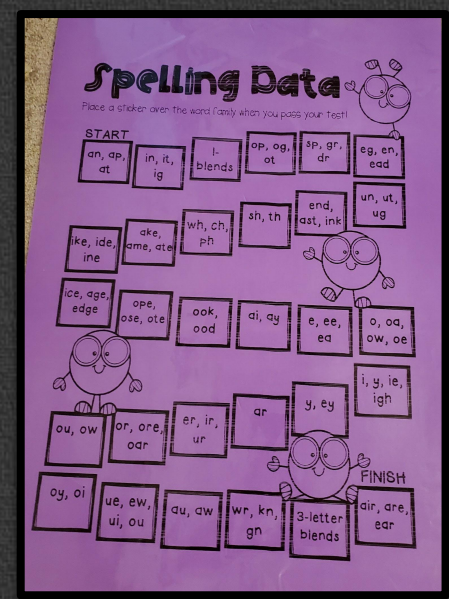 Spelling Data
Place a sticker over the word family when you pass your test!
START
an, ap,
at
in, it,
ig
l-
blends
op, og,
ot
sp, gr,
dr
eg, en,
ead
un, ut,
ug
end,
ast, ink
sh, th
wh, ch,
ph
ake,
ame, ate
ike, ide,
ine
ice, age,
edge
ope,
ose, ote
ook,
ood
ai, ay
e, ee,
ea
o, oa,
ow, oe
i, y, ie,
igh
y, ey
ar
er, ir,
ur
or, ore,
oar
ou, ow
oy, oi
ue, ew,
ui, ou
au, aw
wr, kn,
gn
3-letter
blends
FINISH
air, are,
ear